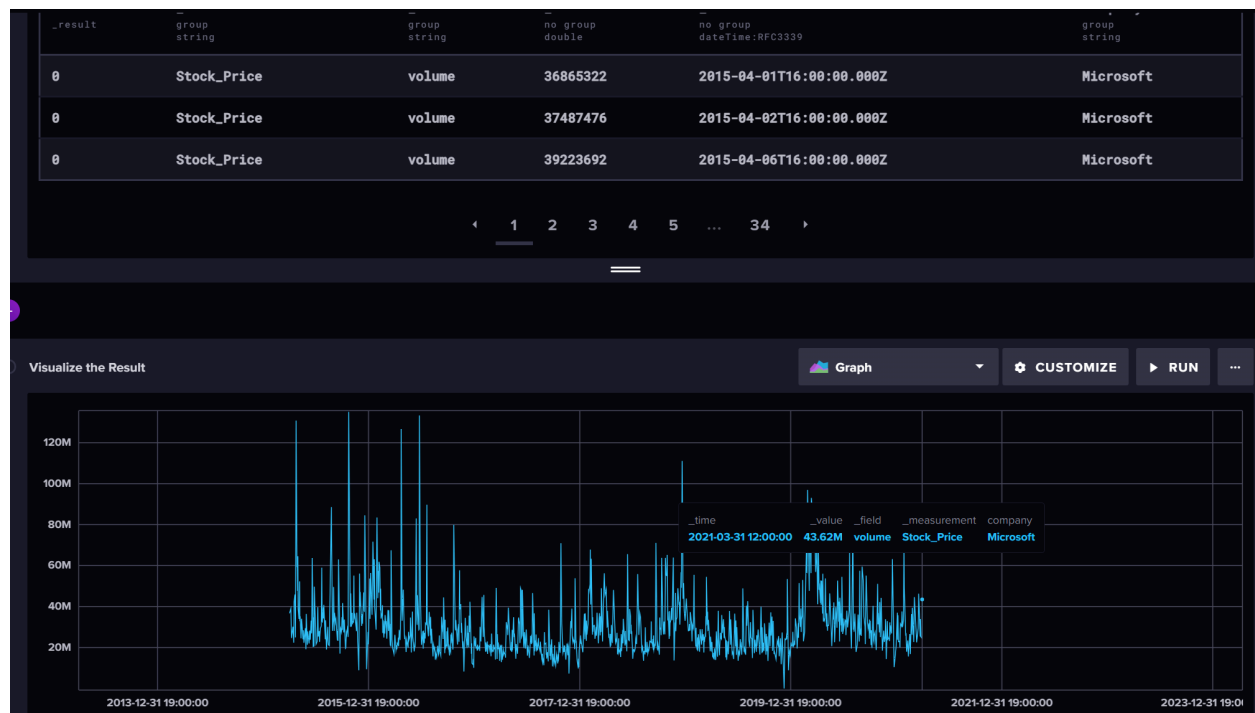 _result group group no group no group group
string string double dateTime:RFC3339 string
0 Stock_Price volume 36865322 2015-04-01T16:00:00.000Z Microsoft
0 Stock_Price volume 37487476 2015-04-02T16:00:00.000Z Microsoft
0 Stock_Price volume 39223692 2015-04-06T16:00:00.000Z Microsoft
1 2 3 4 5 ... 34
Visualize the Result Graph CUSTOMIZE RUN ...
120M
100M
80M
_time _value _field _measurement company
2021-03-31 12:00:00 43.62M volume Stock_Price Microsoft
60M
40M
20M
2013-12-31 19:00:00 2015-12-31 19:00:00 2017-12-31 19:00:00 2019-12-31 19:00:00 2021-12-31 19:00:00 2023-12-31 19:0